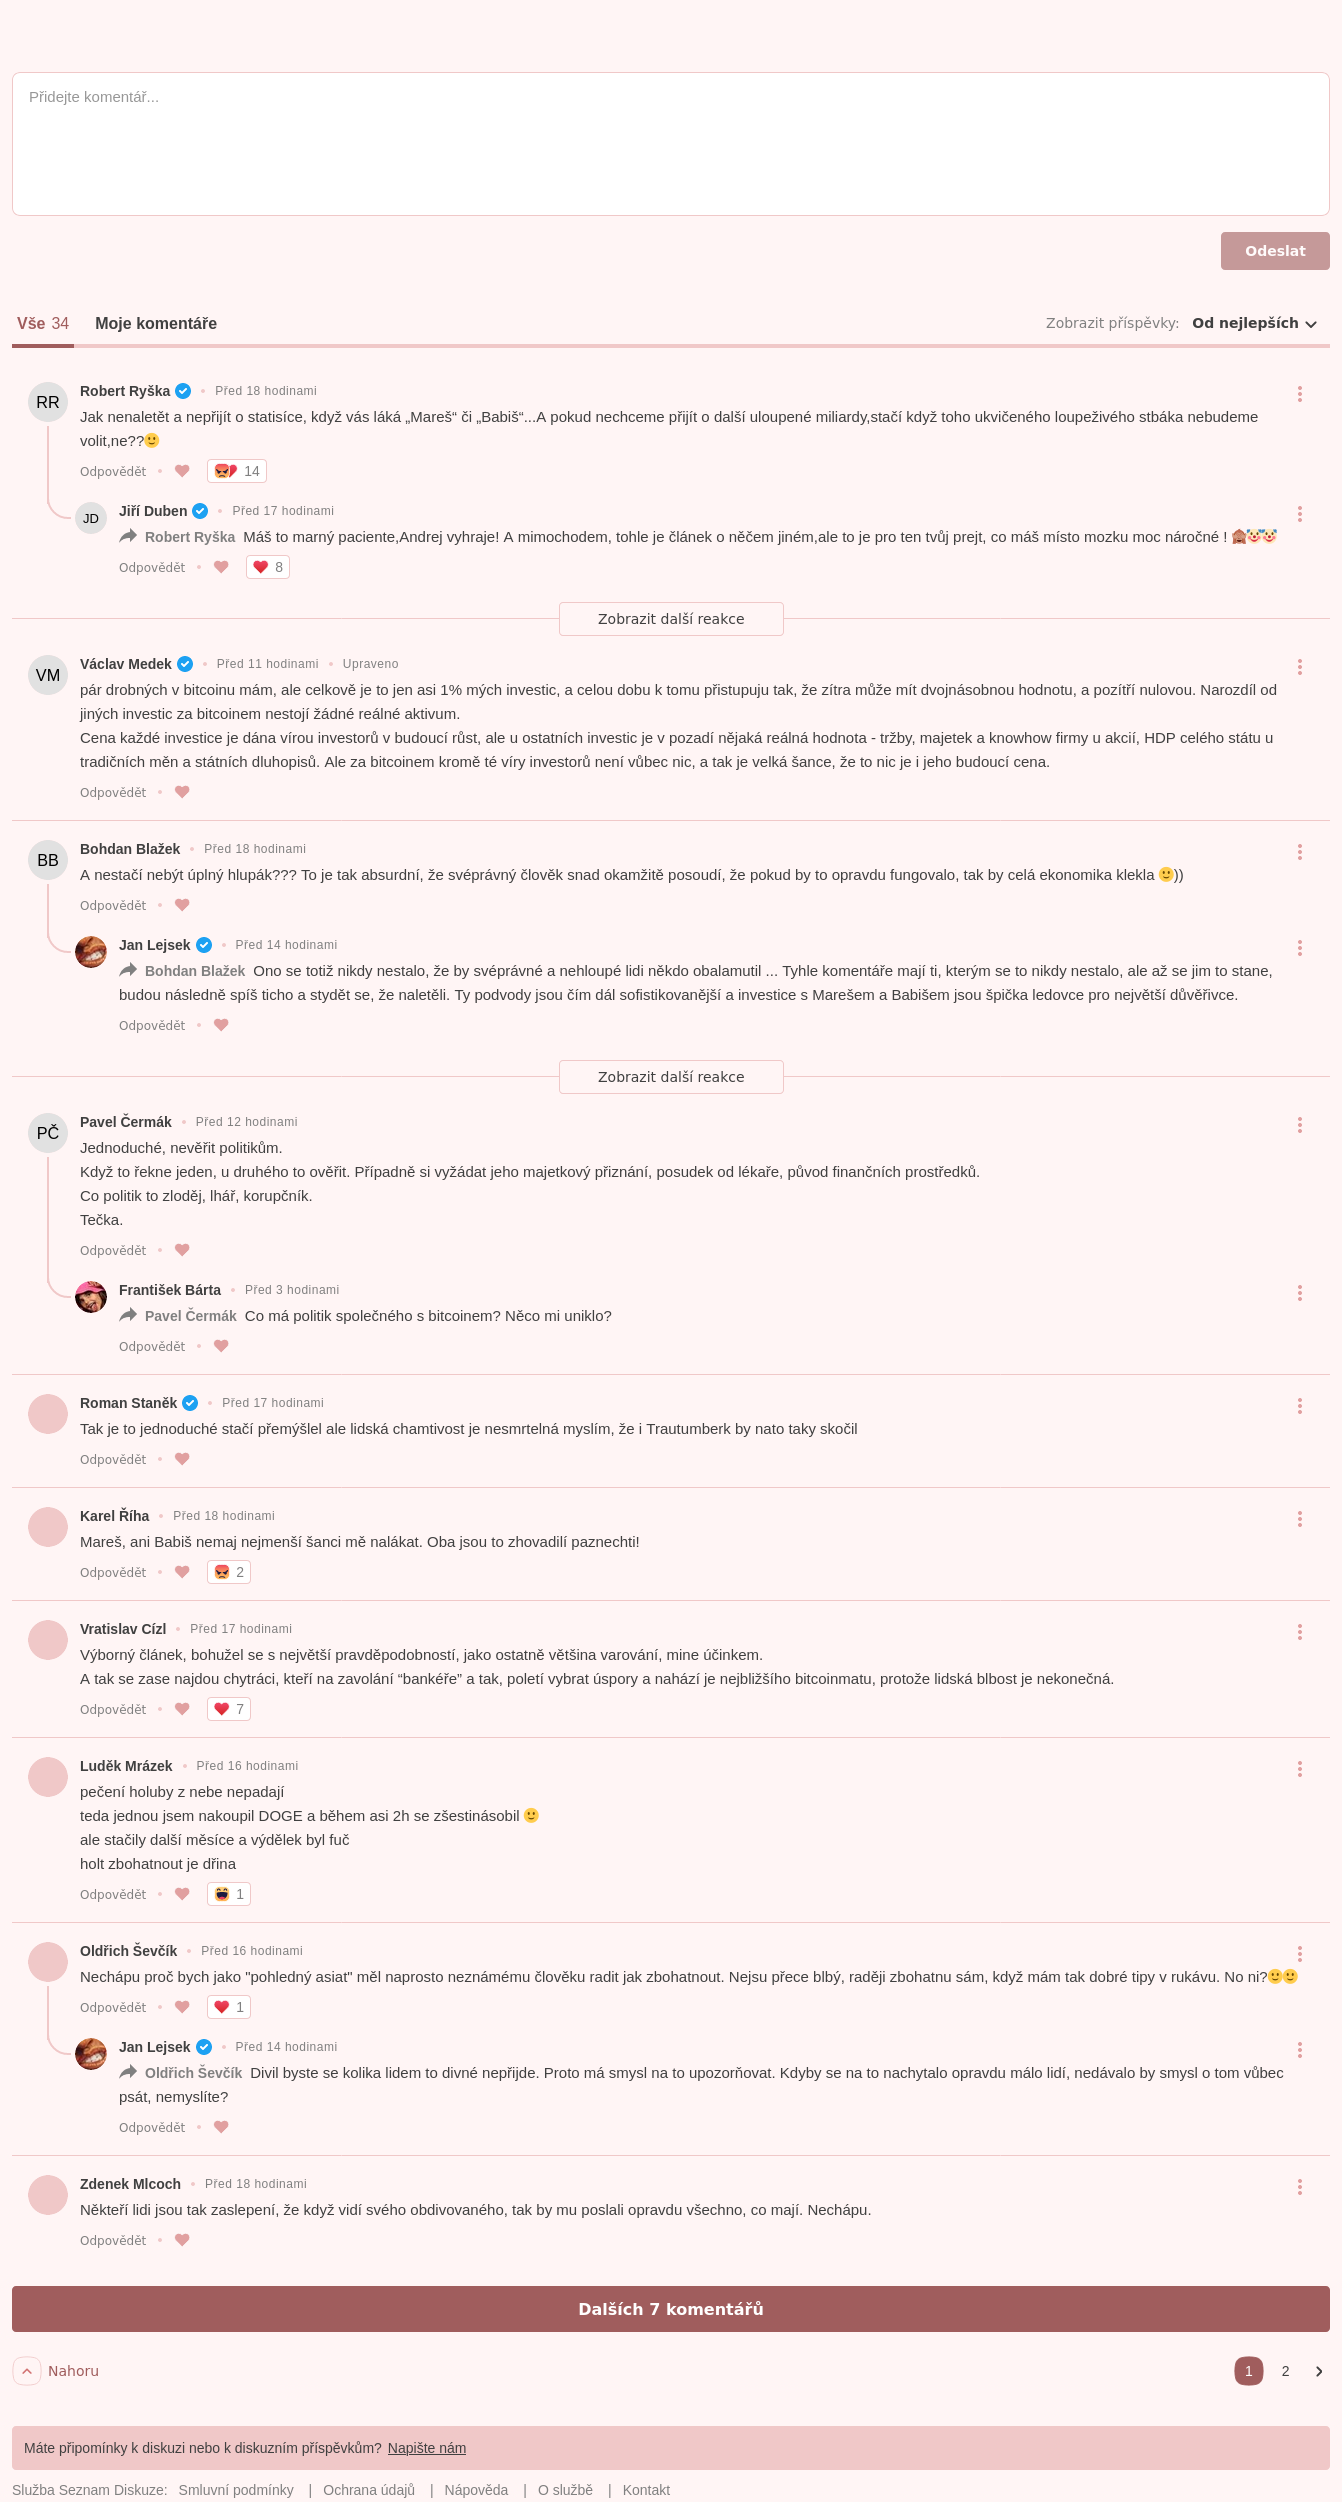 Přidejte komentář...
Odeslat
Vše 34 Moje komentáře Zobrazit příspěvky: Od nejlepších
RR Robert Ryška Před 18 hodinami
Jak nenaletět a nepřijít o statisíce, když vás láká „Mareš“ či „Babiš“...A pokud nechceme přijít o další uloupené miliardy,stačí když toho ukvičeného loupeživého stbáka nebudeme
volit,ne??🙂
Odpovědět 14
JD Jiří Duben Před 17 hodinami
Robert Ryška Máš to marný paciente,Andrej vyhraje! A mimochodem, tohle je článek o něčem jiném,ale to je pro ten tvůj prejt, co máš místo mozku moc náročné ! 🙈🤡🤡
Odpovědět 8
Zobrazit další reakce
VM Václav Medek Před 11 hodinami Upraveno
pár drobných v bitcoinu mám, ale celkově je to jen asi 1% mých investic, a celou dobu k tomu přistupuju tak, že zítra může mít dvojnásobnou hodnotu, a pozítří nulovou. Narozdíl od
jiných investic za bitcoinem nestojí žádné reálné aktivum.
Cena každé investice je dána vírou investorů v budoucí růst, ale u ostatních investic je v pozadí nějaká reálná hodnota - tržby, majetek a knowhow firmy u akcií, HDP celého státu u
tradičních měn a státních dluhopisů. Ale za bitcoinem kromě té víry investorů není vůbec nic, a tak je velká šance, že to nic je i jeho budoucí cena.
Odpovědět
BB Bohdan Blažek Před 18 hodinami
A nestačí nebýt úplný hlupák??? To je tak absurdní, že svéprávný člověk snad okamžitě posoudí, že pokud by to opravdu fungovalo, tak by celá ekonomika klekla 🙂))
Odpovědět
Jan Lejsek Před 14 hodinami
Bohdan Blažek Ono se totiž nikdy nestalo, že by svéprávné a nehloupé lidi někdo obalamutil ... Tyhle komentáře mají ti, kterým se to nikdy nestalo, ale až se jim to stane,
budou následně spíš ticho a stydět se, že naletěli. Ty podvody jsou čím dál sofistikovanější a investice s Marešem a Babišem jsou špička ledovce pro největší důvěřivce.
Odpovědět
Zobrazit další reakce
PČ Pavel Čermák Před 12 hodinami
Jednoduché, nevěřit politikům.
Když to řekne jeden, u druhého to ověřit. Případně si vyžádat jeho majetkový přiznání, posudek od lékaře, původ finančních prostředků.
Co politik to zloděj, lhář, korupčník.
Tečka.
Odpovědět
František Bárta Před 3 hodinami
Pavel Čermák Co má politik společného s bitcoinem? Něco mi uniklo?
Odpovědět
Roman Staněk Před 17 hodinami
Tak je to jednoduché stačí přemýšlel ale lidská chamtivost je nesmrtelná myslím, že i Trautumberk by nato taky skočil
Odpovědět
Karel Říha Před 18 hodinami
Mareš, ani Babiš nemaj nejmenší šanci mě nalákat. Oba jsou to zhovadilí paznechti!
Odpovědět 2
Vratislav Cízl Před 17 hodinami
Výborný článek, bohužel se s největší pravděpodobností, jako ostatně většina varování, mine účinkem.
A tak se zase najdou chytráci, kteří na zavolání “bankéře” a tak, poletí vybrat úspory a nahází je nejbližšího bitcoinmatu, protože lidská blbost je nekonečná.
Odpovědět 7
Luděk Mrázek Před 16 hodinami
pečení holuby z nebe nepadají
teda jednou jsem nakoupil DOGE a během asi 2h se zšestinásobil 🙂
ale stačily další měsíce a výdělek byl fuč
holt zbohatnout je dřina
Odpovědět 1
Oldřich Ševčík Před 16 hodinami
Nechápu proč bych jako "pohledný asiat" měl naprosto neznámému člověku radit jak zbohatnout. Nejsu přece blbý, raději zbohatnu sám, když mám tak dobré tipy v rukávu. No ni?🙂🙂
Odpovědět 1
Jan Lejsek Před 14 hodinami
Oldřich Ševčík Divil byste se kolika lidem to divné nepřijde. Proto má smysl na to upozorňovat. Kdyby se na to nachytalo opravdu málo lidí, nedávalo by smysl o tom vůbec
psát, nemyslíte?
Odpovědět
Zdenek Mlcoch Před 18 hodinami
Někteří lidi jsou tak zaslepení, že když vidí svého obdivovaného, tak by mu poslali opravdu všechno, co mají. Nechápu.
Odpovědět
Dalších 7 komentářů
Nahoru 1 2
Máte připomínky k diskuzi nebo k diskuzním příspěvkům? Napište nám
Služba Seznam Diskuze: Smluvní podmínky | Ochrana údajů | Nápověda | O službě | Kontakt